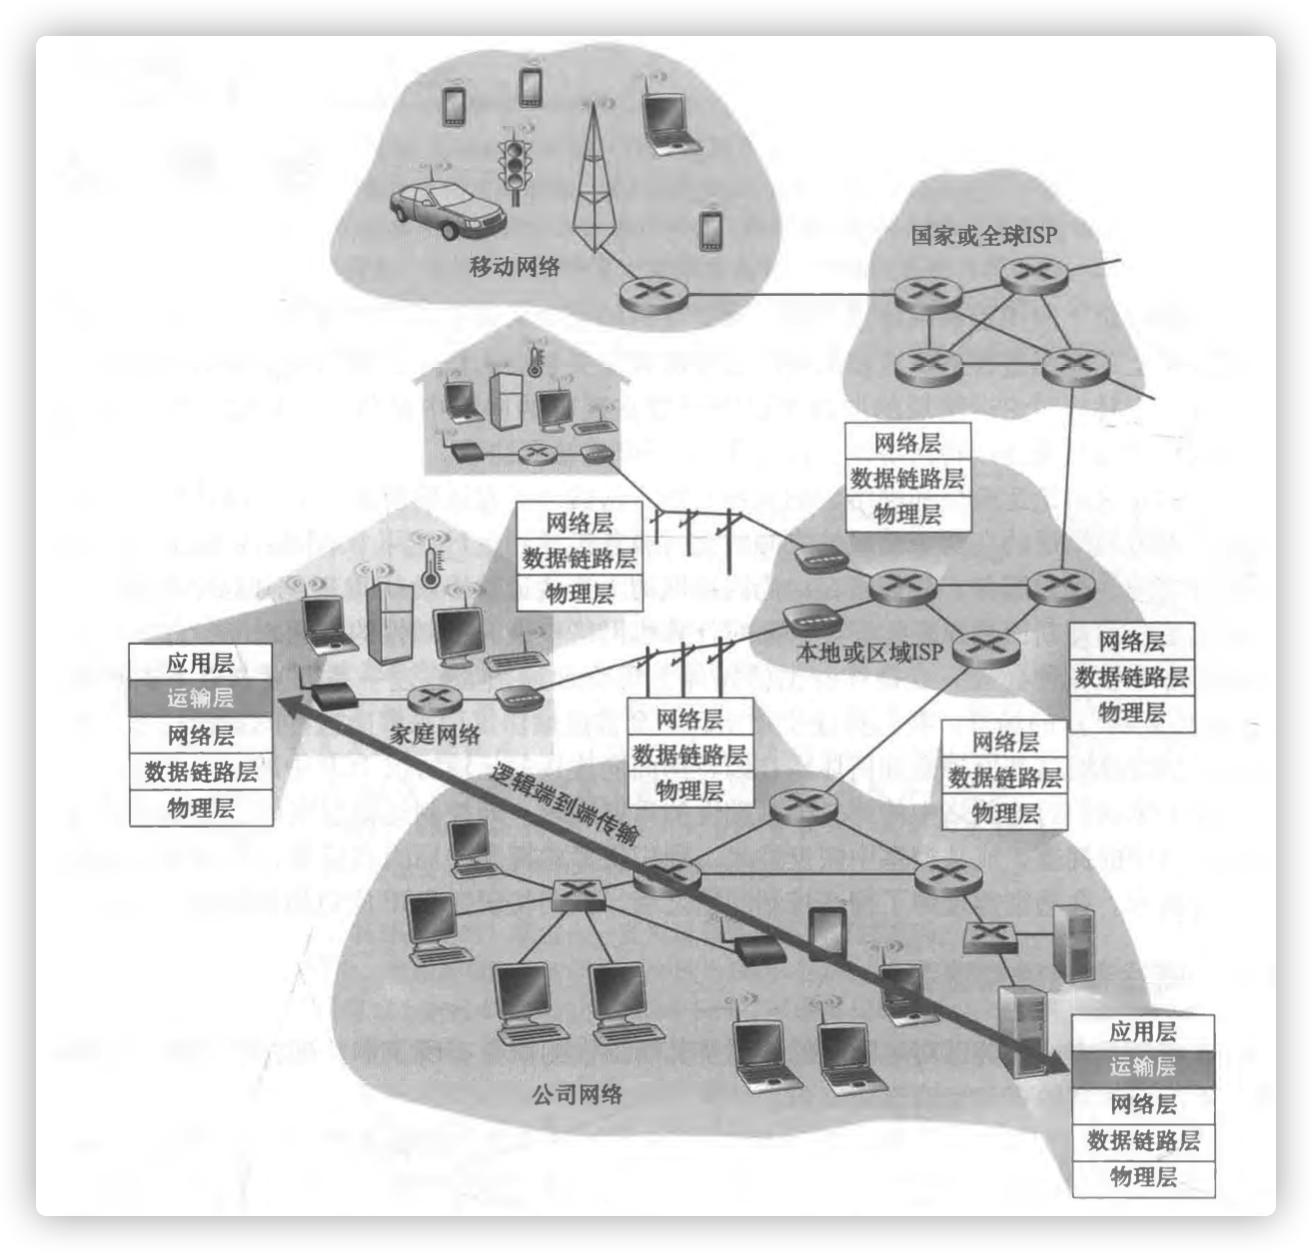 国家或全球ISP
移动网络
网络层
数据链路层
物理层
网络层
数据链路层
物理层
应用层
运输层
网络层
数据链路层
物理层
家庭网络
本地或区域ISP
网络层
数据链路层
物理层
网络层
数据链路层
物理层
网络层
数据链路层
物理层
逻辑端到端传输
公司网络
应用层
运输层
网络层
数据链路层
物理层